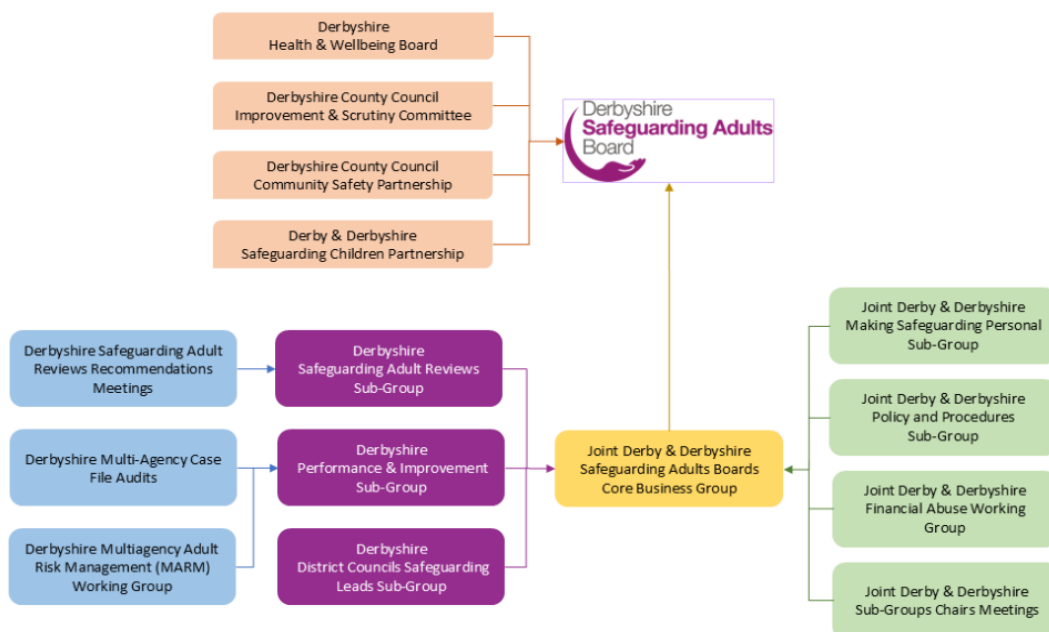 Derbyshire
Health & Wellbeing Board
Derbyshire County Council
Improvement & Scrutiny Committee
Derbyshire County Council
Community Safety Partnership
Derby & Derbyshire
Safeguarding Children Partnership
Derbyshire
Safeguarding Adults
Board
Derbyshire Safeguarding Adult
Reviews Recommendations
Meetings
Derbyshire
Safeguarding Adult Reviews
Sub-Group
Derbyshire Multi-Agency Case
File Audits
Derbyshire
Performance & Improvement
Sub-Group
Derbyshire Multiagency Adult
Risk Management (MARM)
Working Group
Derbyshire
District Councils Safeguarding
Leads Sub-Group
Joint Derby & Derbyshire
Safeguarding Adults Boards
Core Business Group
Joint Derby & Derbyshire
Making Safeguarding Personal
Sub-Group
Joint Derby & Derbyshire
Policy and Procedures
Sub-Group
Joint Derby & Derbyshire
Financial Abuse Working
Group
Joint Derby & Derbyshire
Sub-Groups Chairs Meetings